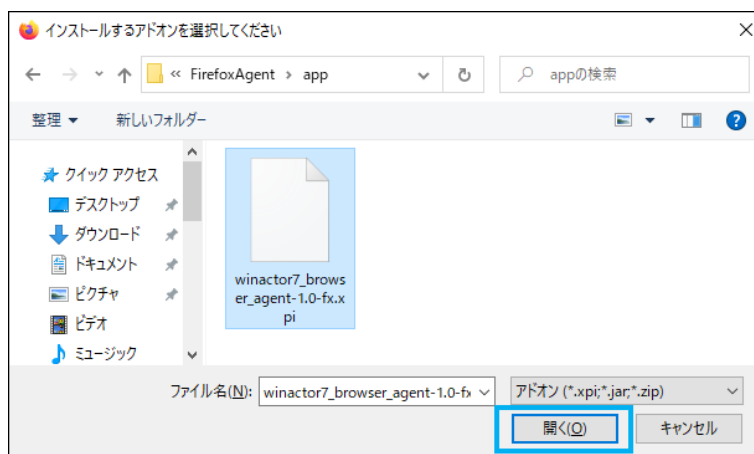 インストールするアドオンを選択してください
« FirefoxAgent › app
appの検索
整理
新しいフォルダー
クイック アクセス
デスクトップ
ダウンロード
ドキュメント
ピクチャ
ビデオ
ミュージック
winactor7_brows
er_agent-1.0-fx.x
pi
ファイル名(N):
winactor7_browser_agent-1.0-fx
アドオン (*.xpi;*.jar;*.zip)
開く(O)
キャンセル